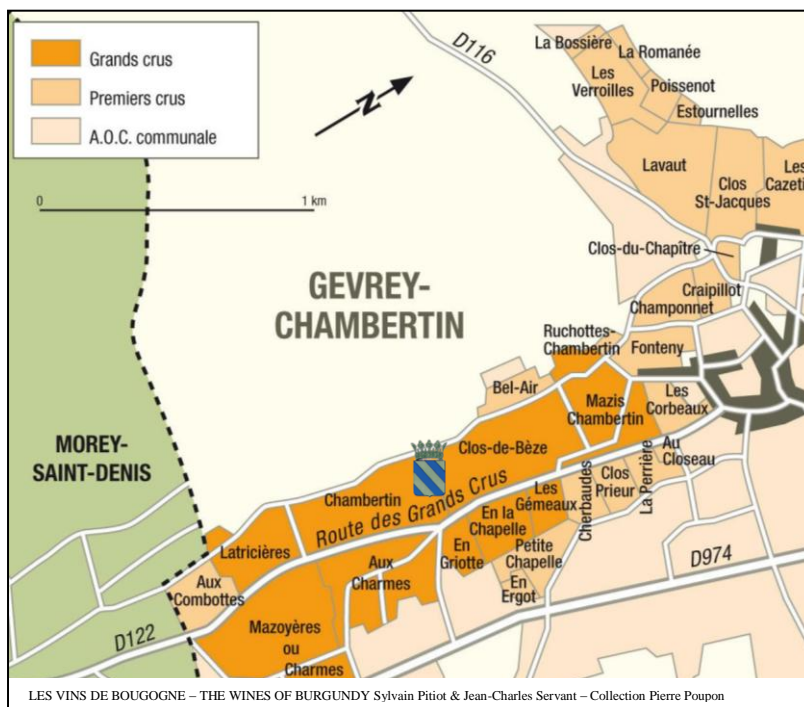 Grands crus
Premiers crus
A.O.C. communale
0
1 km
N
D116
La Bossière
La Romanée
Les
Verroilles
Poissenot
Estournelles
Lavaut
Clos
St-Jacques
Les
Cazeti
Clos-du-Chapître
GEVREY-
CHAMBERTIN
Craipillot
Champonnet
Ruchottes-
Chambertin
Fonteny
Bel-Air
Mazis
Chambertin
Les
Corbeaux
MOREY-
SAINT-DENIS
Clos-de-Bèze
Au
Closeau
La Perrière
Clos
Prieur
Cherbaudes
Chambertin
Route des Grands Crus
Les
Gémeaux
En la
Chapelle
Latricières
En
Griotte
Petite
Chapelle
Aux
Charmes
En
Ergot
D974
Aux
Combottes
D122
Mazoyères
ou
Charmes
LES VINS DE BOUGOGNE – THE WINES OF BURGUNDY Sylvain Pitiot & Jean-Charles Servant – Collection Pierre Poupon